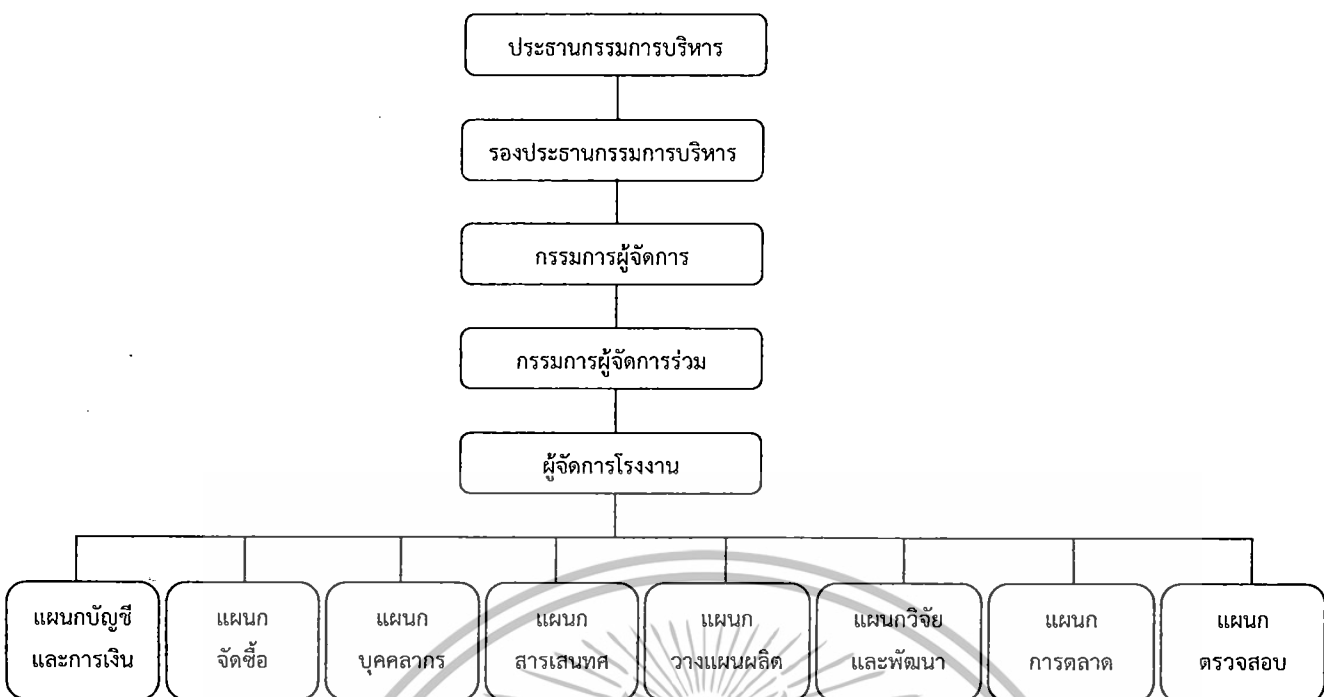 ประธานกรรมการบริหาร
รองประธานกรรมการบริหาร
กรรมการผู้จัดการ
กรรมการผู้จัดการร่วม
ผู้จัดการโรงงาน
แผนกบัญชี
และการเงิน
แผนก
จัดซื้อ
แผนก
บุคคลากร
แผนก
สารเสนทศ
แผนก
วางแผนผลิต
แผนกวิจัย
และพัฒนา
แผนก
การตลาด
แผนก
ตรวจสอบ